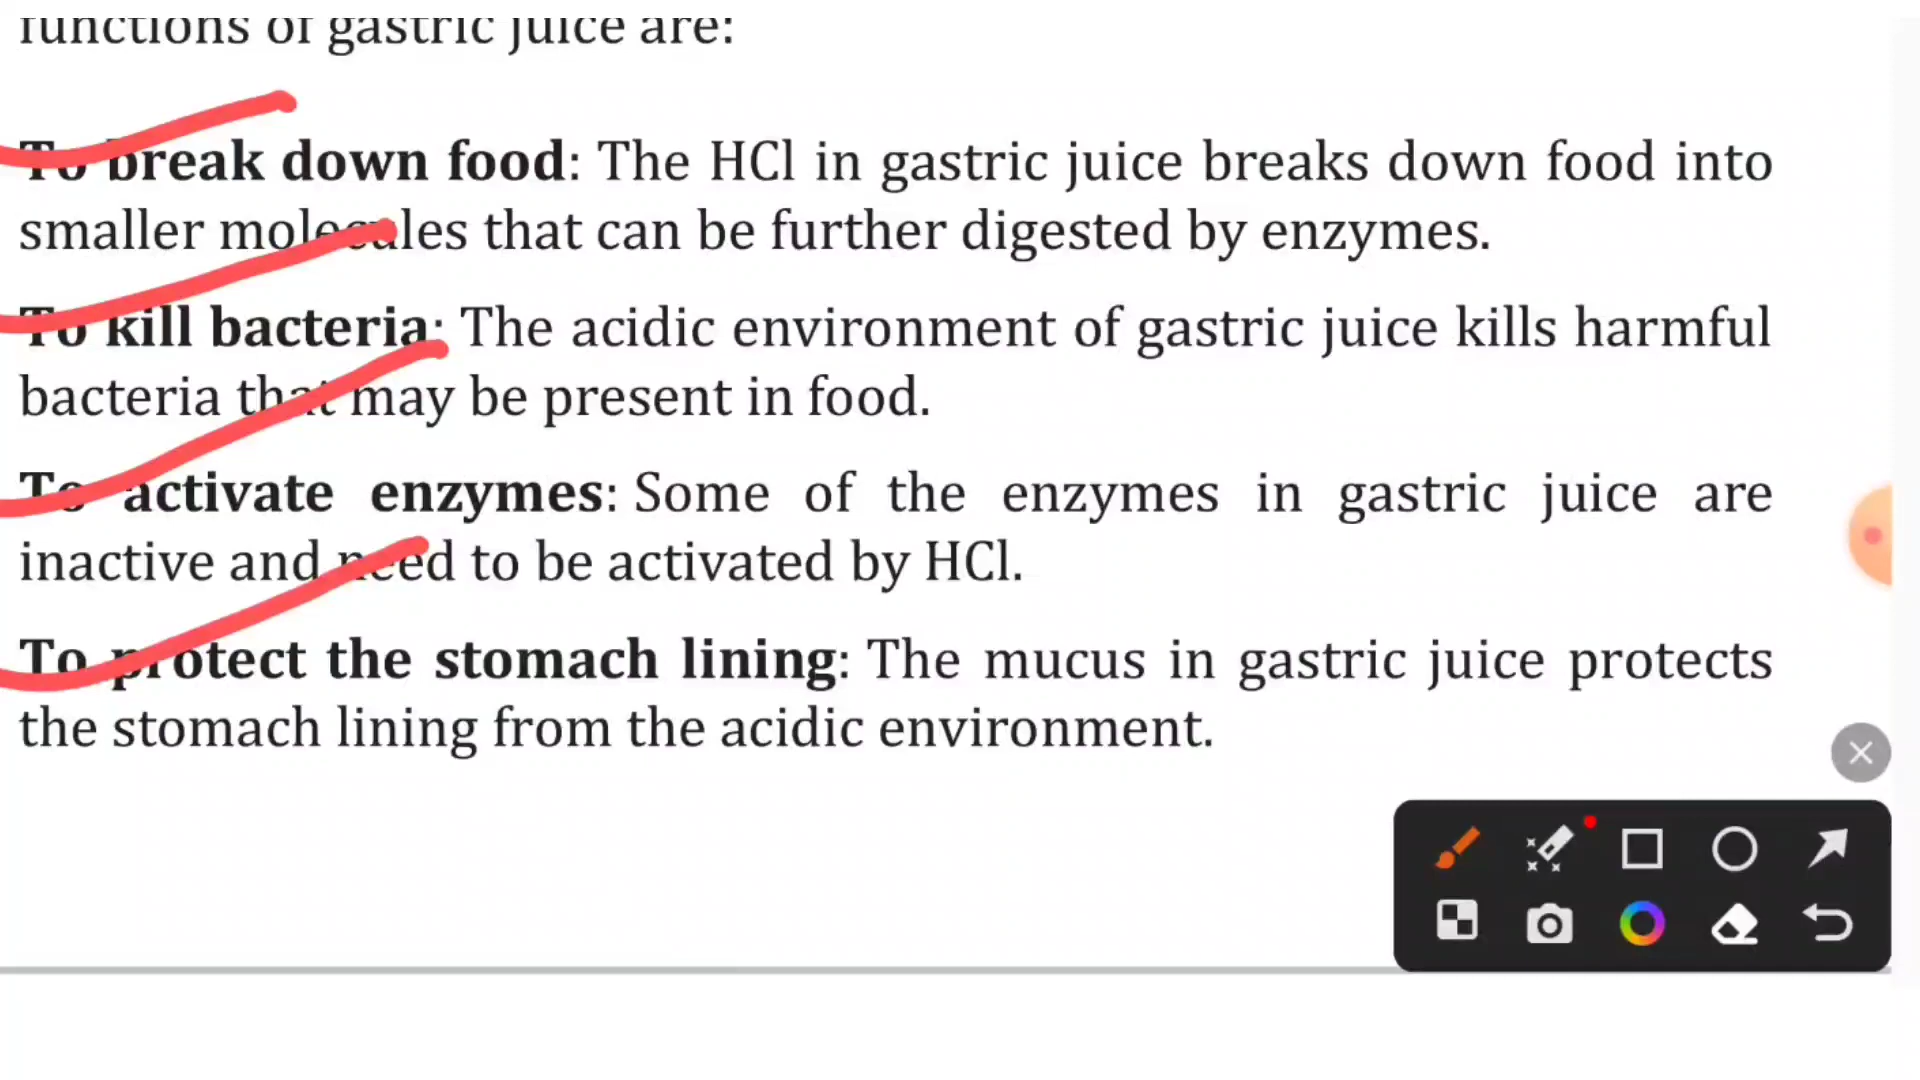 functions of gastric juice are:
To break down food: The HCl in gastric juice breaks down food into
smaller molecules that can be further digested by enzymes.
To kill bacteria: The acidic environment of gastric juice kills harmful
bacteria that may be present in food.
To activate enzymes: Some of the enzymes in gastric juice are
inactive and need to be activated by HCl.
To protect the stomach lining: The mucus in gastric juice protects
the stomach lining from the acidic environment.